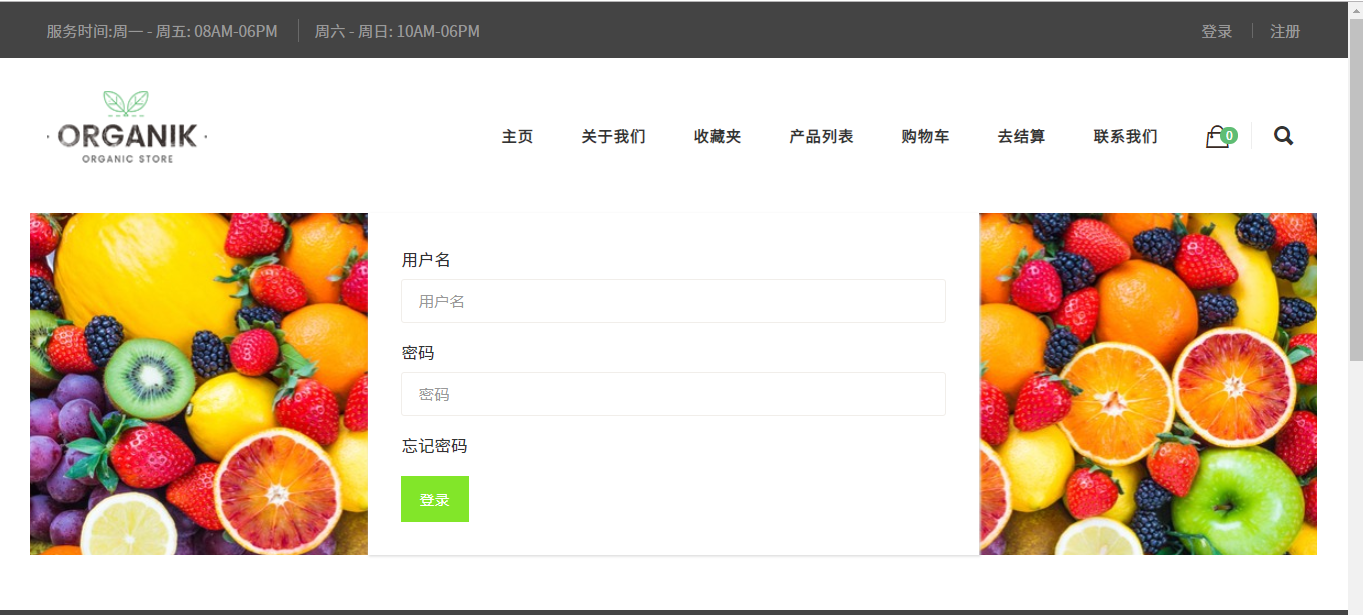 服务时间:周一 - 周五: 08AM-06PM 周六 - 周日: 10AM-06PM 登录 注册
· ORGANIK ·
ORGANIC STORE
主页 关于我们 收藏夹 产品列表 购物车 去结算 联系我们 0
用户名
用户名
密码
密码
忘记密码
登录